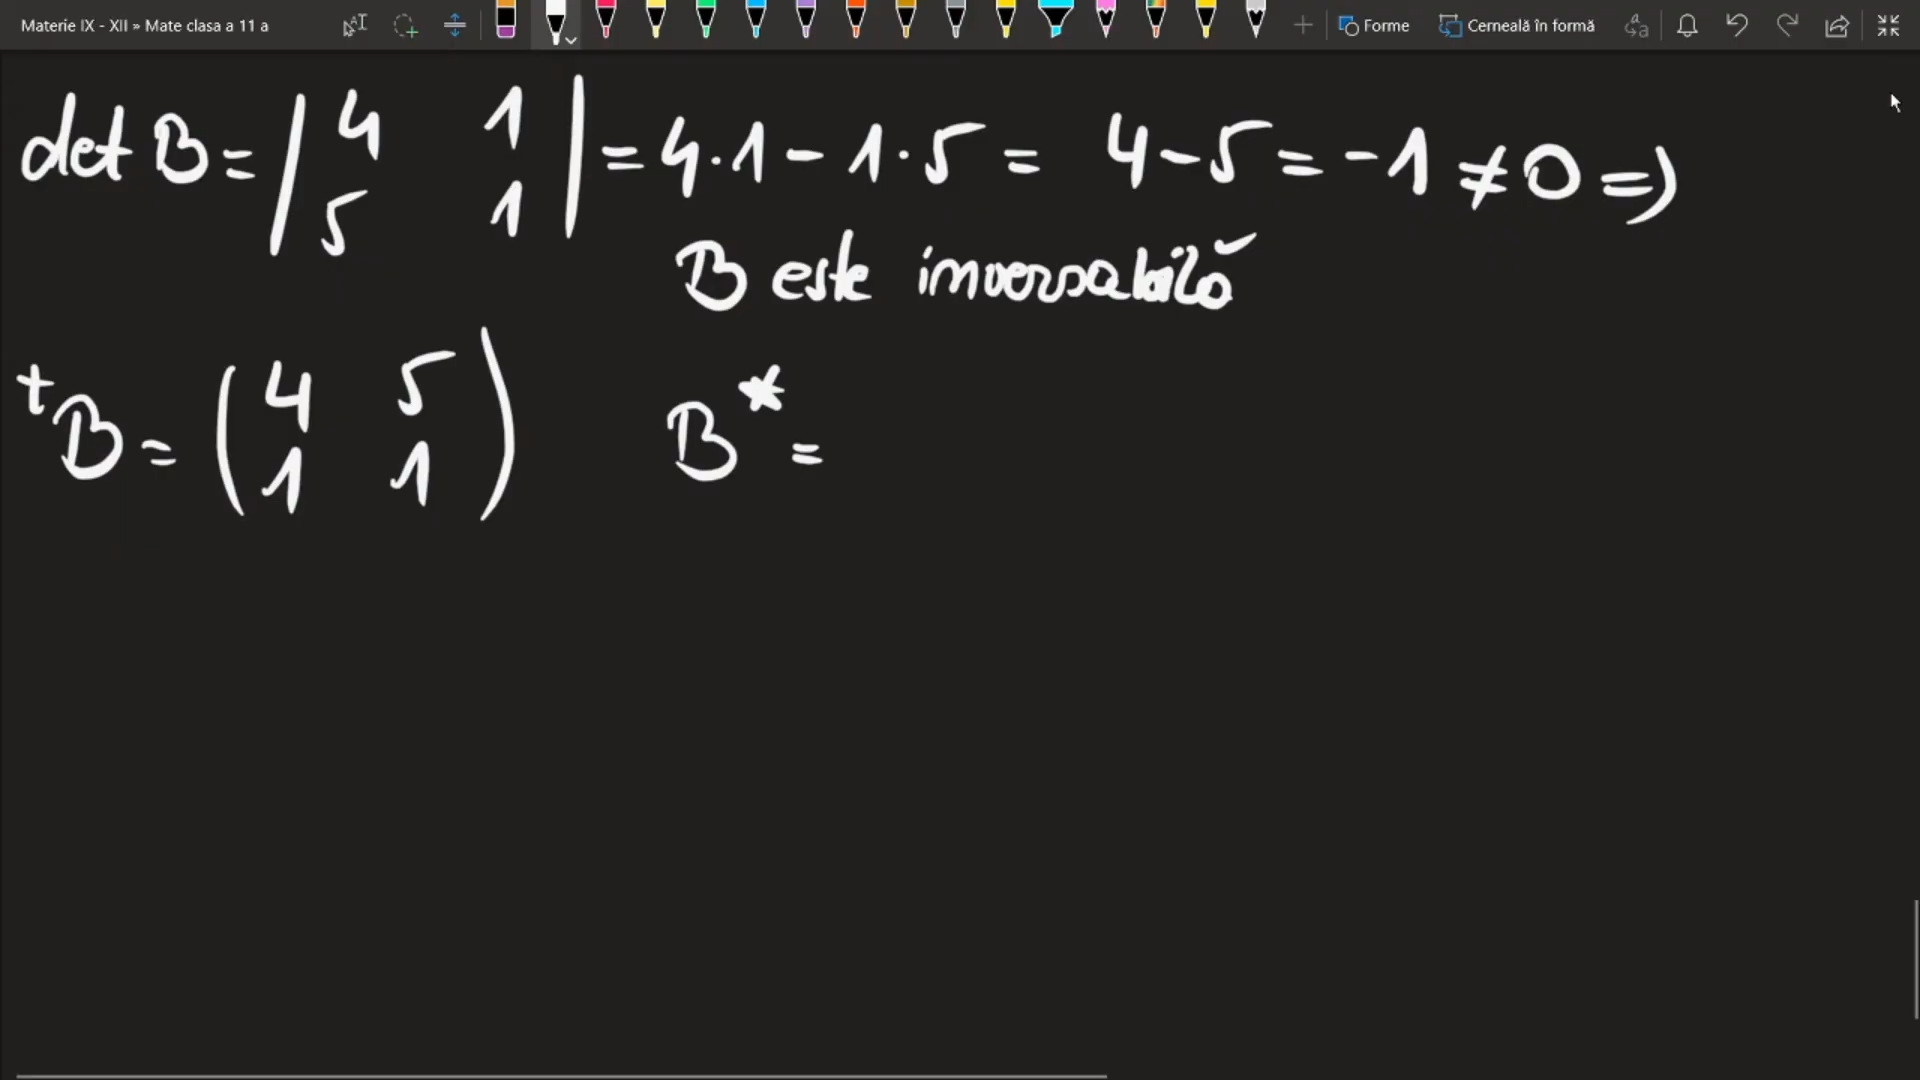 Materie IX - XII » Mate clasa a 11 a
Forme
Cerneală în formă
det B = | 4 1 | = 4·1 - 1·5 = 4-5 = -1 ≠ 0 =>
5 1
B este inversabilă
tB = ( 4 5 ) B* =
1 1